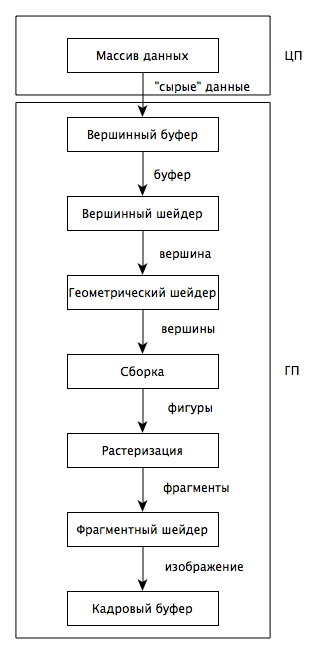 Массив данных
ЦП
"сырые" данные
Вершинный буфер
буфер
Вершинный шейдер
вершина
Геометрический шейдер
вершины
Сборка
ГП
фигуры
Растеризация
фрагменты
Фрагментный шейдер
изображение
Кадровый буфер